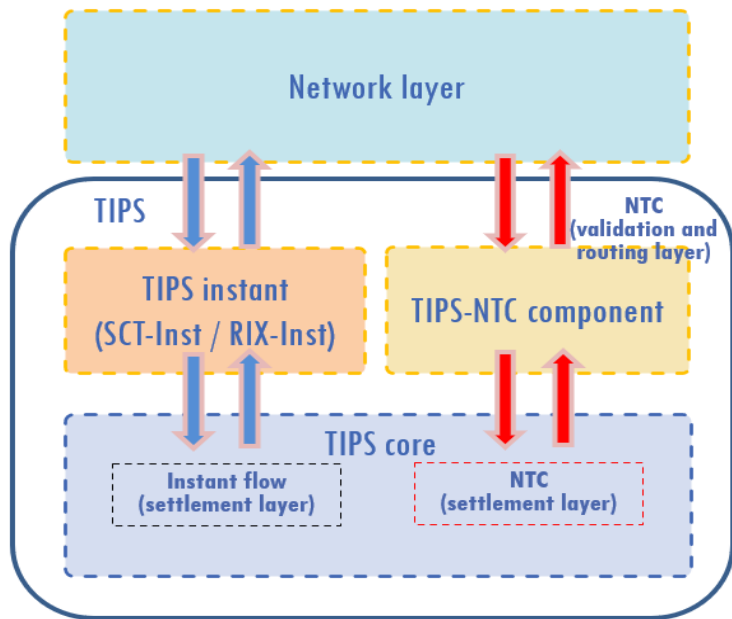 Network layer
TIPS
NTC
(validation and
routing layer)
TIPS instant
(SCT-Inst / RIX-Inst)
TIPS-NTC component
TIPS core
Instant flow
(settlement layer)
NTC
(settlement layer)